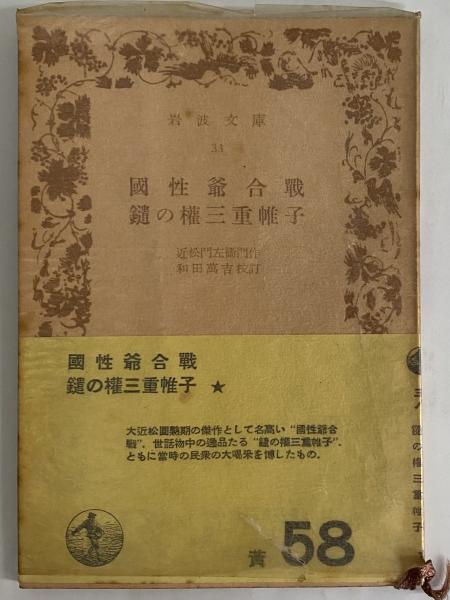 岩波文庫
33
國性爺合戰
鑓の權三重帷子
近松門左衞門作
和田萬吉校訂
國性爺合戰
鑓の權三重帷子 ★
大近松圓熟期の傑作として名高い“國性爺合
戰”、世話物中の逸品たる“鑓の權三重帷子”、
ともに當時の民衆の大喝采を博したもの。
黃 58
鑓の權三重帷子